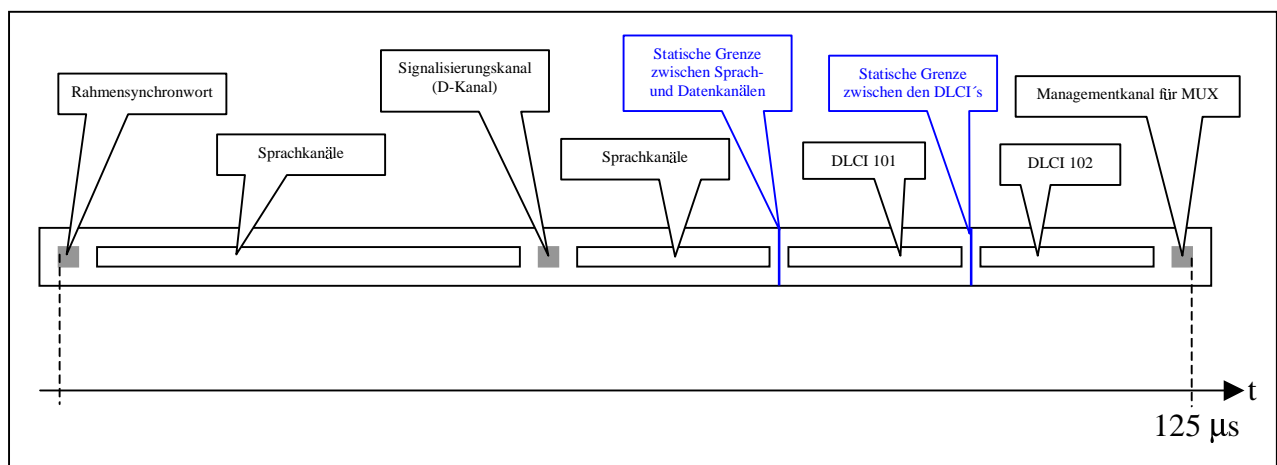 Rahmensynchronwort
Sprachkanäle
Signalisierungskanal
(D-Kanal)
Sprachkanäle
Statische Grenze
zwischen Sprach-
und Datenkanälen
DLCI 101
Statische Grenze
zwischen den DLCI´s
DLCI 102
Managementkanal für MUX
t
125 µs